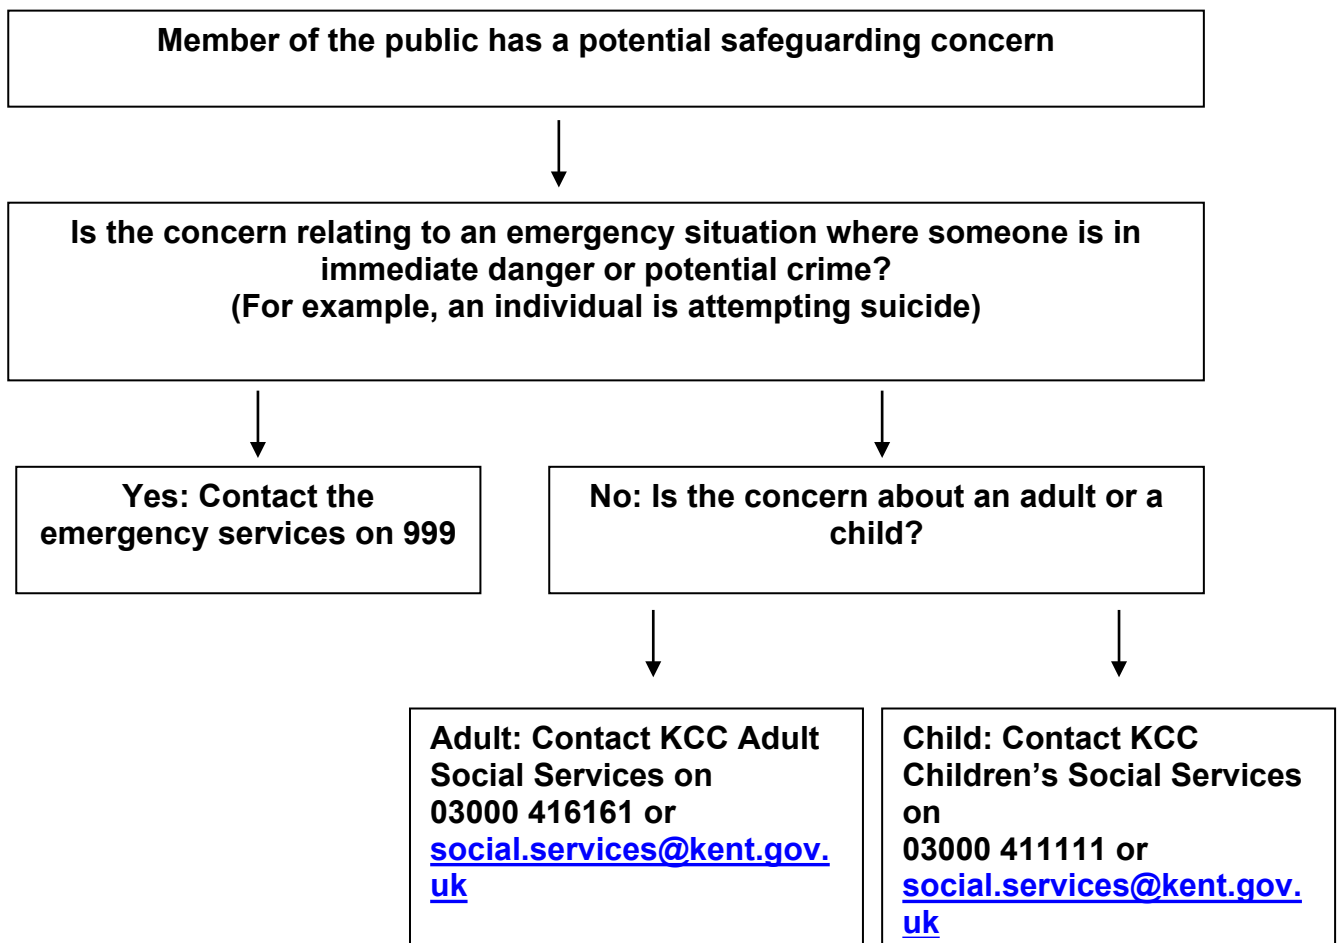 Member of the public has a potential safeguarding concern
Is the concern relating to an emergency situation where someone is in
immediate danger or potential crime?
(For example, an individual is attempting suicide)
Yes: Contact the
emergency services on 999
No: Is the concern about an adult or a
child?
Adult: Contact KCC Adult
Social Services on
03000 416161 or
social.services@kent.gov.
uk
Child: Contact KCC
Children’s Social Services
on
03000 411111 or
social.services@kent.gov.
uk